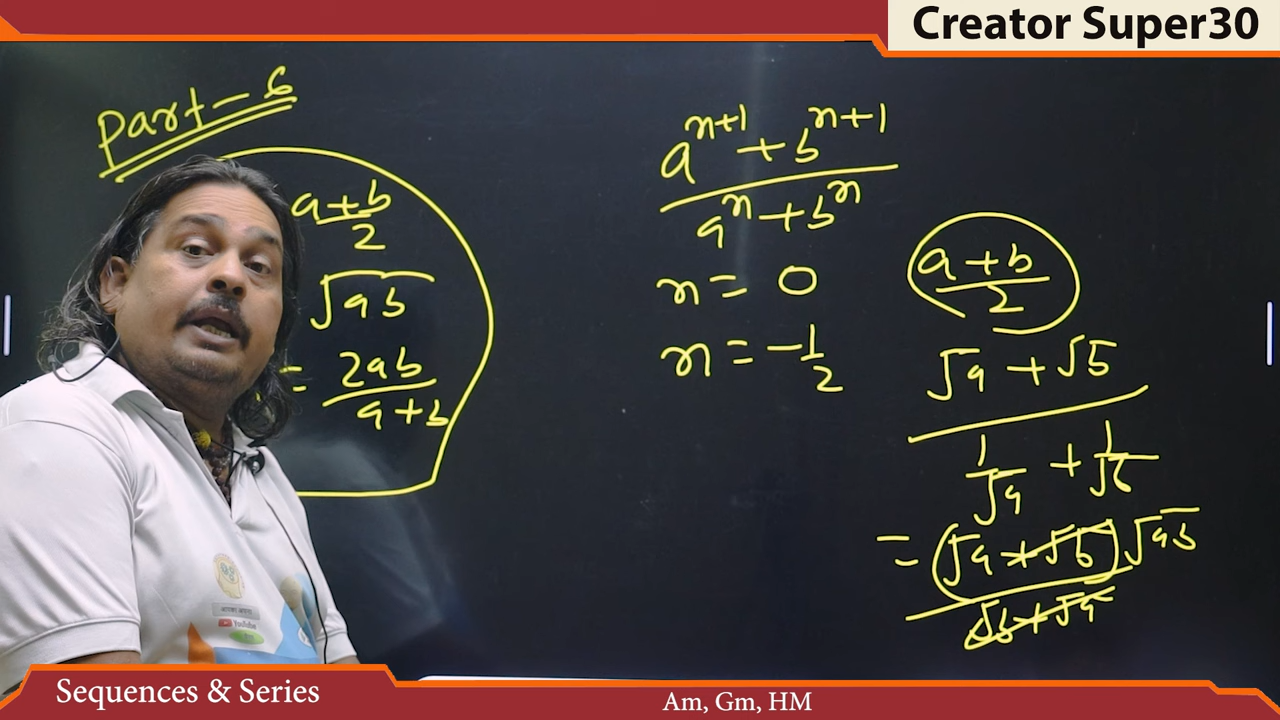 Creator Super30
Part-6
a+b
2
√ab
= 2ab
a+b
a^(n+1) + b^(n+1)
a^n + b^n
n = 0
n = -1/2
a+b
2
√a + √b
1/√a + 1/√b
= (√a + √b) √ab
√b + √a
YouTube
Sequences & Series
Am, Gm, HM